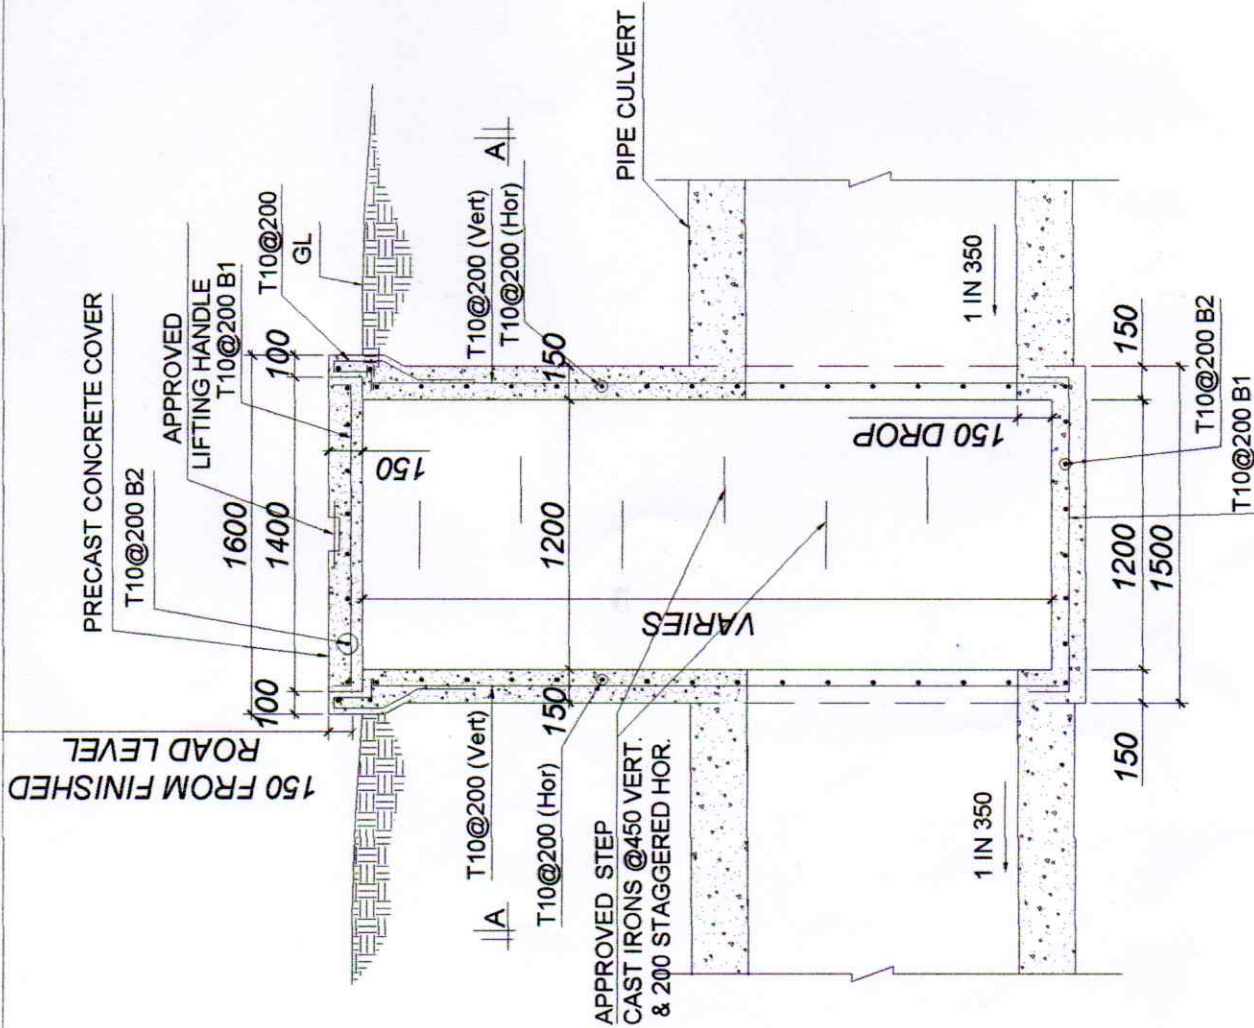 150 FROM FINISHED
ROAD LEVEL
PRECAST CONCRETE COVER
T10@200 B2
APPROVED
LIFTING HANDLE
T10@200 B1
T10@200
GL
1600
100
1400
100
150
T10@200 (Vert)
T10@200 (Hor)
A
A
T10@200 (Vert)
T10@200 (Hor)
150
1200
150
PIPE CULVERT
VARIES
150 DROP
APPROVED STEP
CAST IRONS @450 VERT.
& 200 STAGGERED HOR.
1 IN 350
1 IN 350
150
1200
150
1500
T10@200 B2
T10@200 B1